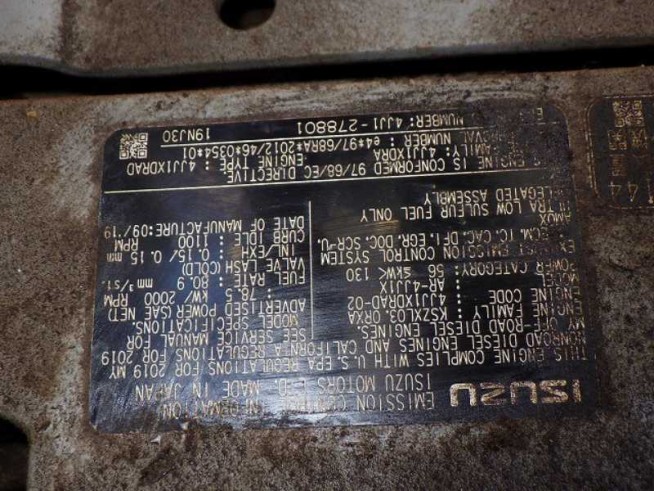 ISUZU
EMISSION CONTROL INFORMATION
ISUZU MOTORS LTD. MADE IN JAPAN
THIS ENGINE COMPLIES WITH U.S. EPA REGULATIONS FOR 2019 MY
NONROAD DIESEL ENGINES AND CALIFORNIA REGULATIONS FOR 2019
MY OFF-ROAD DIESEL ENGINES. SEE SERVICE MANUAL FOR
ENGINE FAMILY : KSZXL03.0RXA MODEL SPECIFICATIONS.
ENGINE CODE : 4JJ1XDRAD-02 ADVERTISED POWER (SAE NET)
MODEL : AR-4JJ1X : 78.5 kW/ 2000 RPM
POWER CATEGORY: 56 ≤kW< 130 FUEL RATE: 80.9 mm³/ST
EXHAUST EMISSION CONTROL SYSTEM VALVE LASH (COLD)
ECM, TC, CAC, DFI, EGR, DOC, SCR-U, INL/EXH : 0.15/ 0.15 mm
AMOX CURB IDLE : 1100 RPM
ULTRA LOW SULFUR FUEL ONLY DATE OF MANUFACTURE:09/'19
DELEGATED ASSEMBLY
ENGINE IS CONFORMED 97/68/EC DIRECTIVE
FAMILY: 4JJ1XDRA ENGINE TYPE : 4JJ1XDRAD
NUMBER : e4*97/68RA*2012/46*0354*01
NUMBER: 4JJ1-278801 19NJ30
144